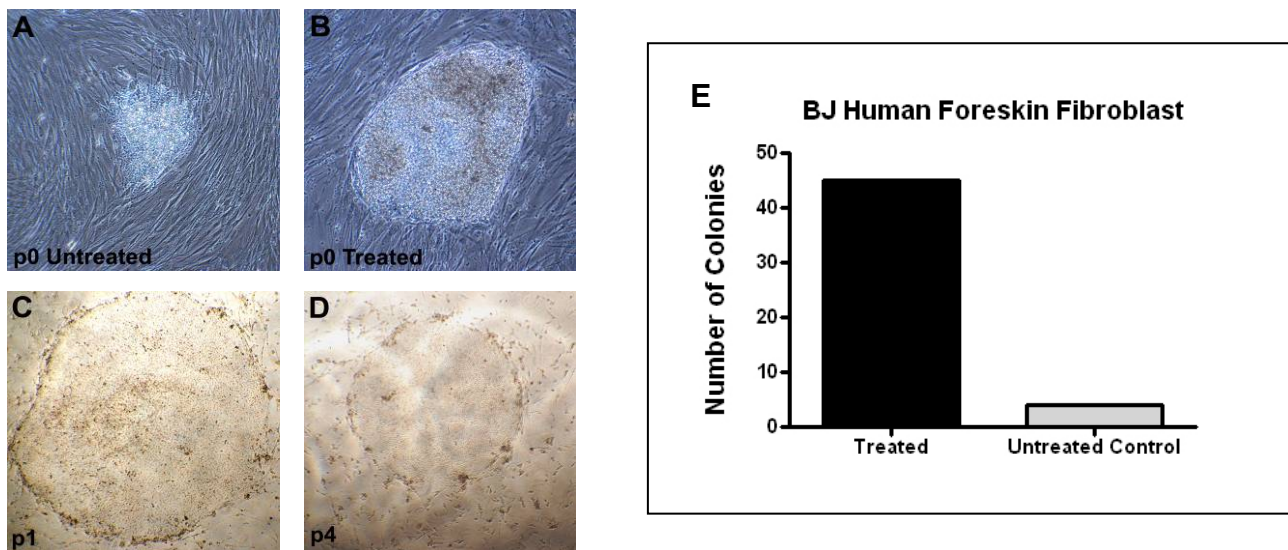 A
p0 Untreated
B
p0 Treated
C
p1
D
p4
E
BJ Human Foreskin Fibroblast
Number of Colonies
50
40
30
20
10
0
Treated
Untreated Control